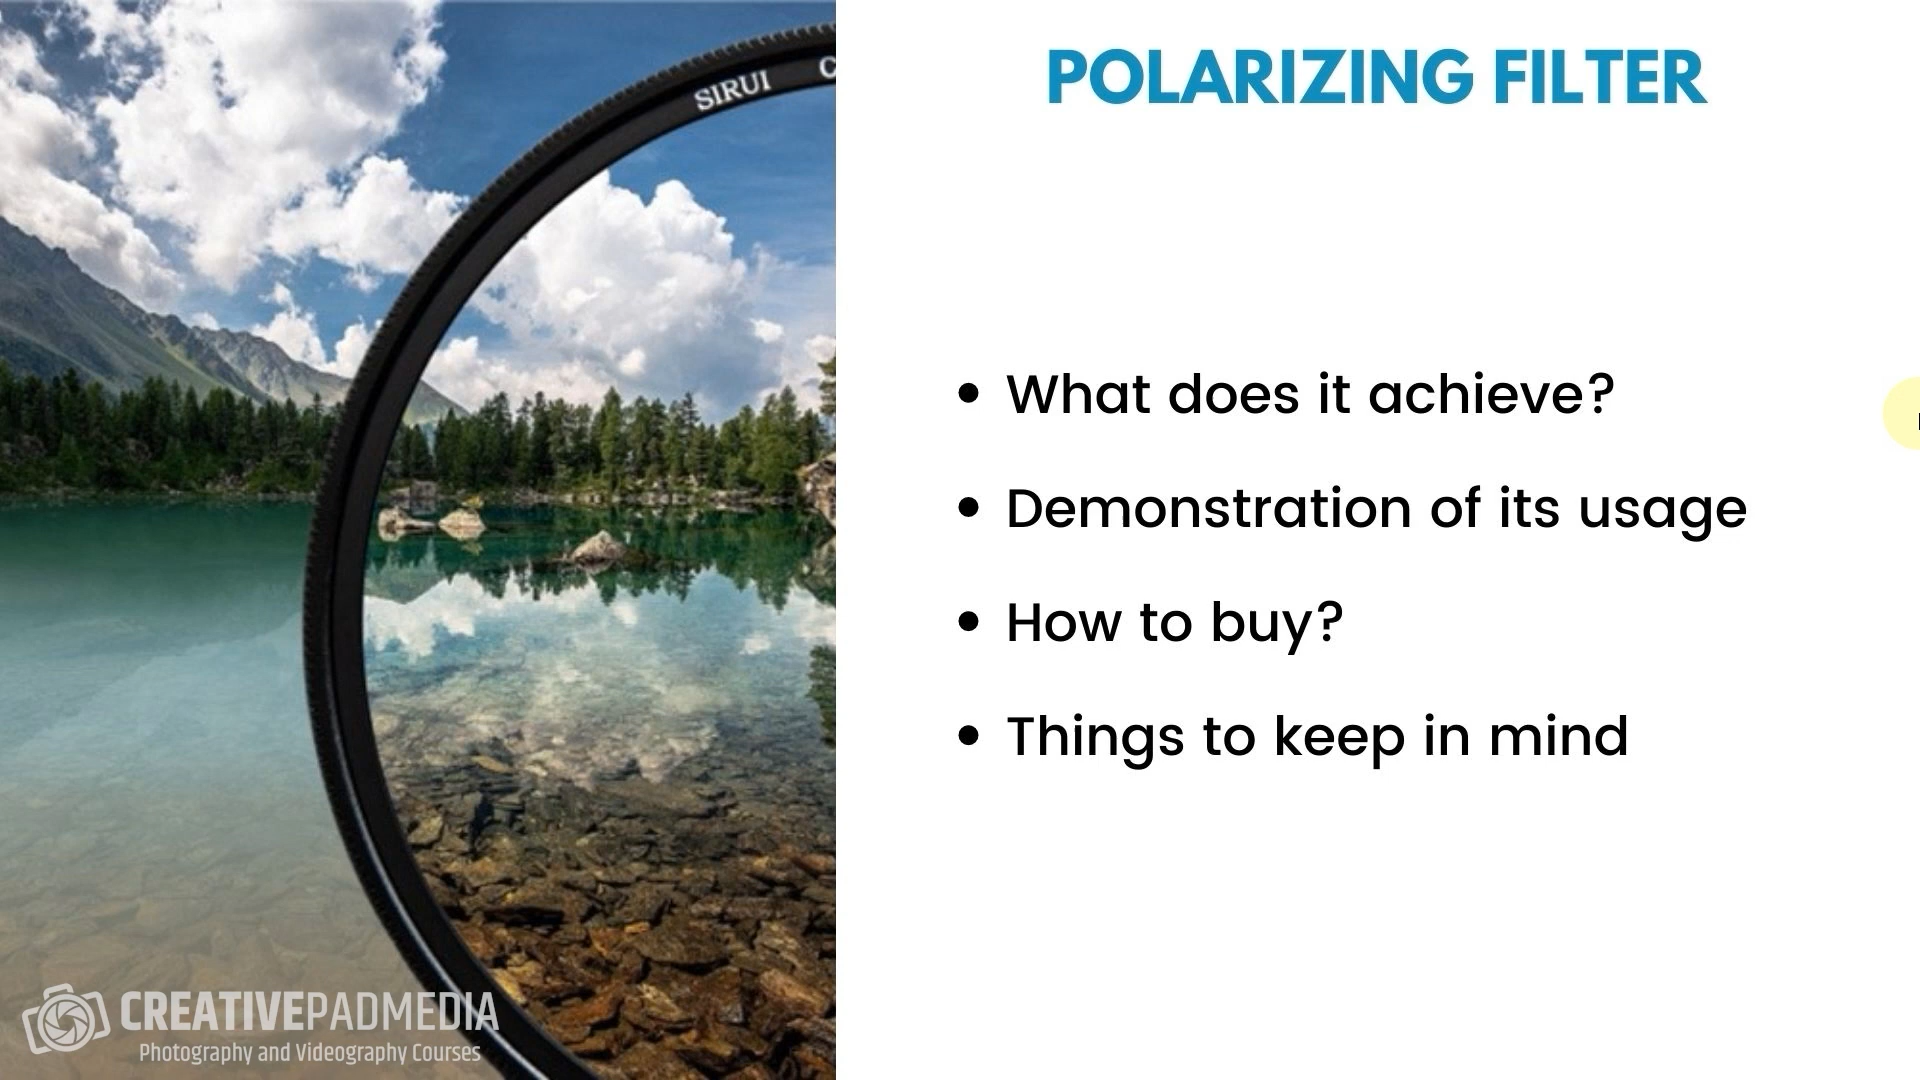 POLARIZING FILTER
SIRUI
• What does it achieve?
• Demonstration of its usage
• How to buy?
• Things to keep in mind
CREATIVEPADMEDIA
Photography and Videography Courses